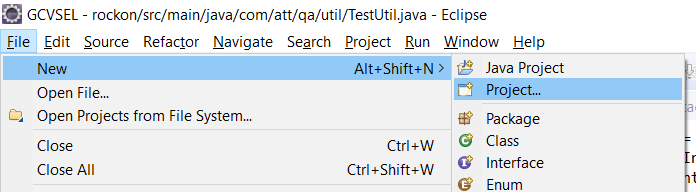 GCVSEL - rockon/src/main/java/com/att/qa/util/TestUtil.java - Eclipse
File Edit Source Refactor Navigate Search Project Run Window Help
New Alt+Shift+N >
Java Project
Open File...
Project...
Open Projects from File System...
Package
Close Ctrl+W
Class
Close All Ctrl+Shift+W
Interface
Enum